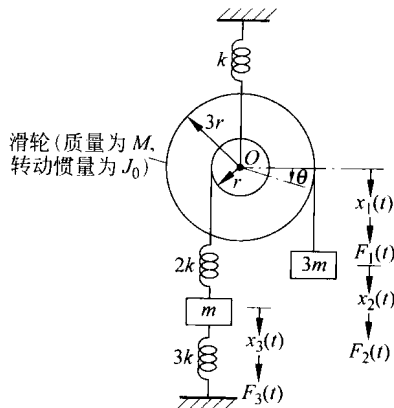 k
3r
滑轮(质量为M、
转动惯量为J₀)
O
r
θ
x₁(t)
F₁(t)
2k
3m
x₂(t)
m
x₃(t)
F₂(t)
3k
F₃(t)